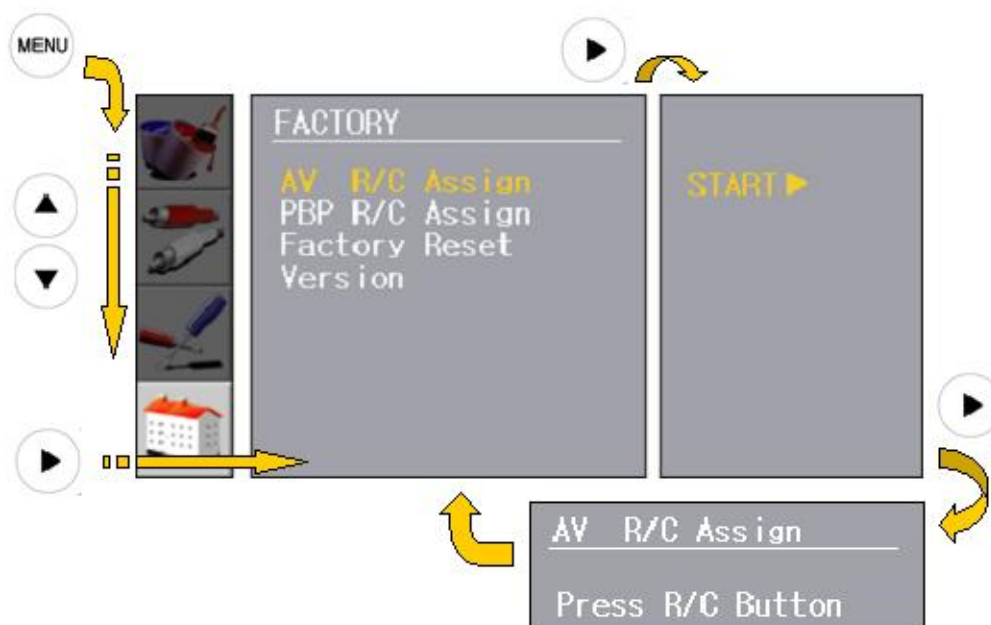 MENU
FACTORY
AV R/C Assign
PBP R/C Assign
Factory Reset
Version
START
AV R/C Assign
Press R/C Button